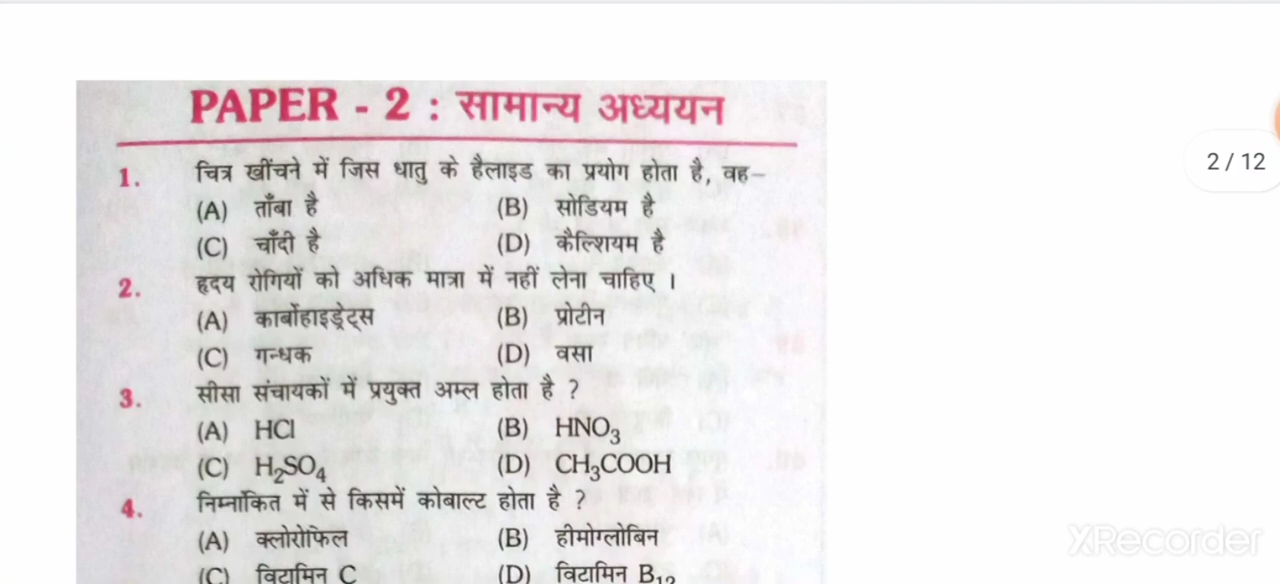 PAPER - 2 : सामान्य अध्ययन
1. चित्र खींचने में जिस धातु के हैलाइड का प्रयोग होता है, वह–
(A) ताँबा है (B) सोडियम है
(C) चाँदी है (D) कैल्शियम है
2. हृदय रोगियों को अधिक मात्रा में नहीं लेना चाहिए ।
(A) कार्बोहाइड्रेट्स (B) प्रोटीन
(C) गन्धक (D) वसा
3. सीसा संचायकों में प्रयुक्त अम्ल होता है ?
(A) HCl (B) HNO₃
(C) H₂SO₄ (D) CH₃COOH
4. निम्नांकित में से किसमें कोबाल्ट होता है ?
(A) क्लोरोफिल (B) हीमोग्लोबिन
(C) विटामिन C (D) विटामिन B₁₂
2 / 12
XRecorder